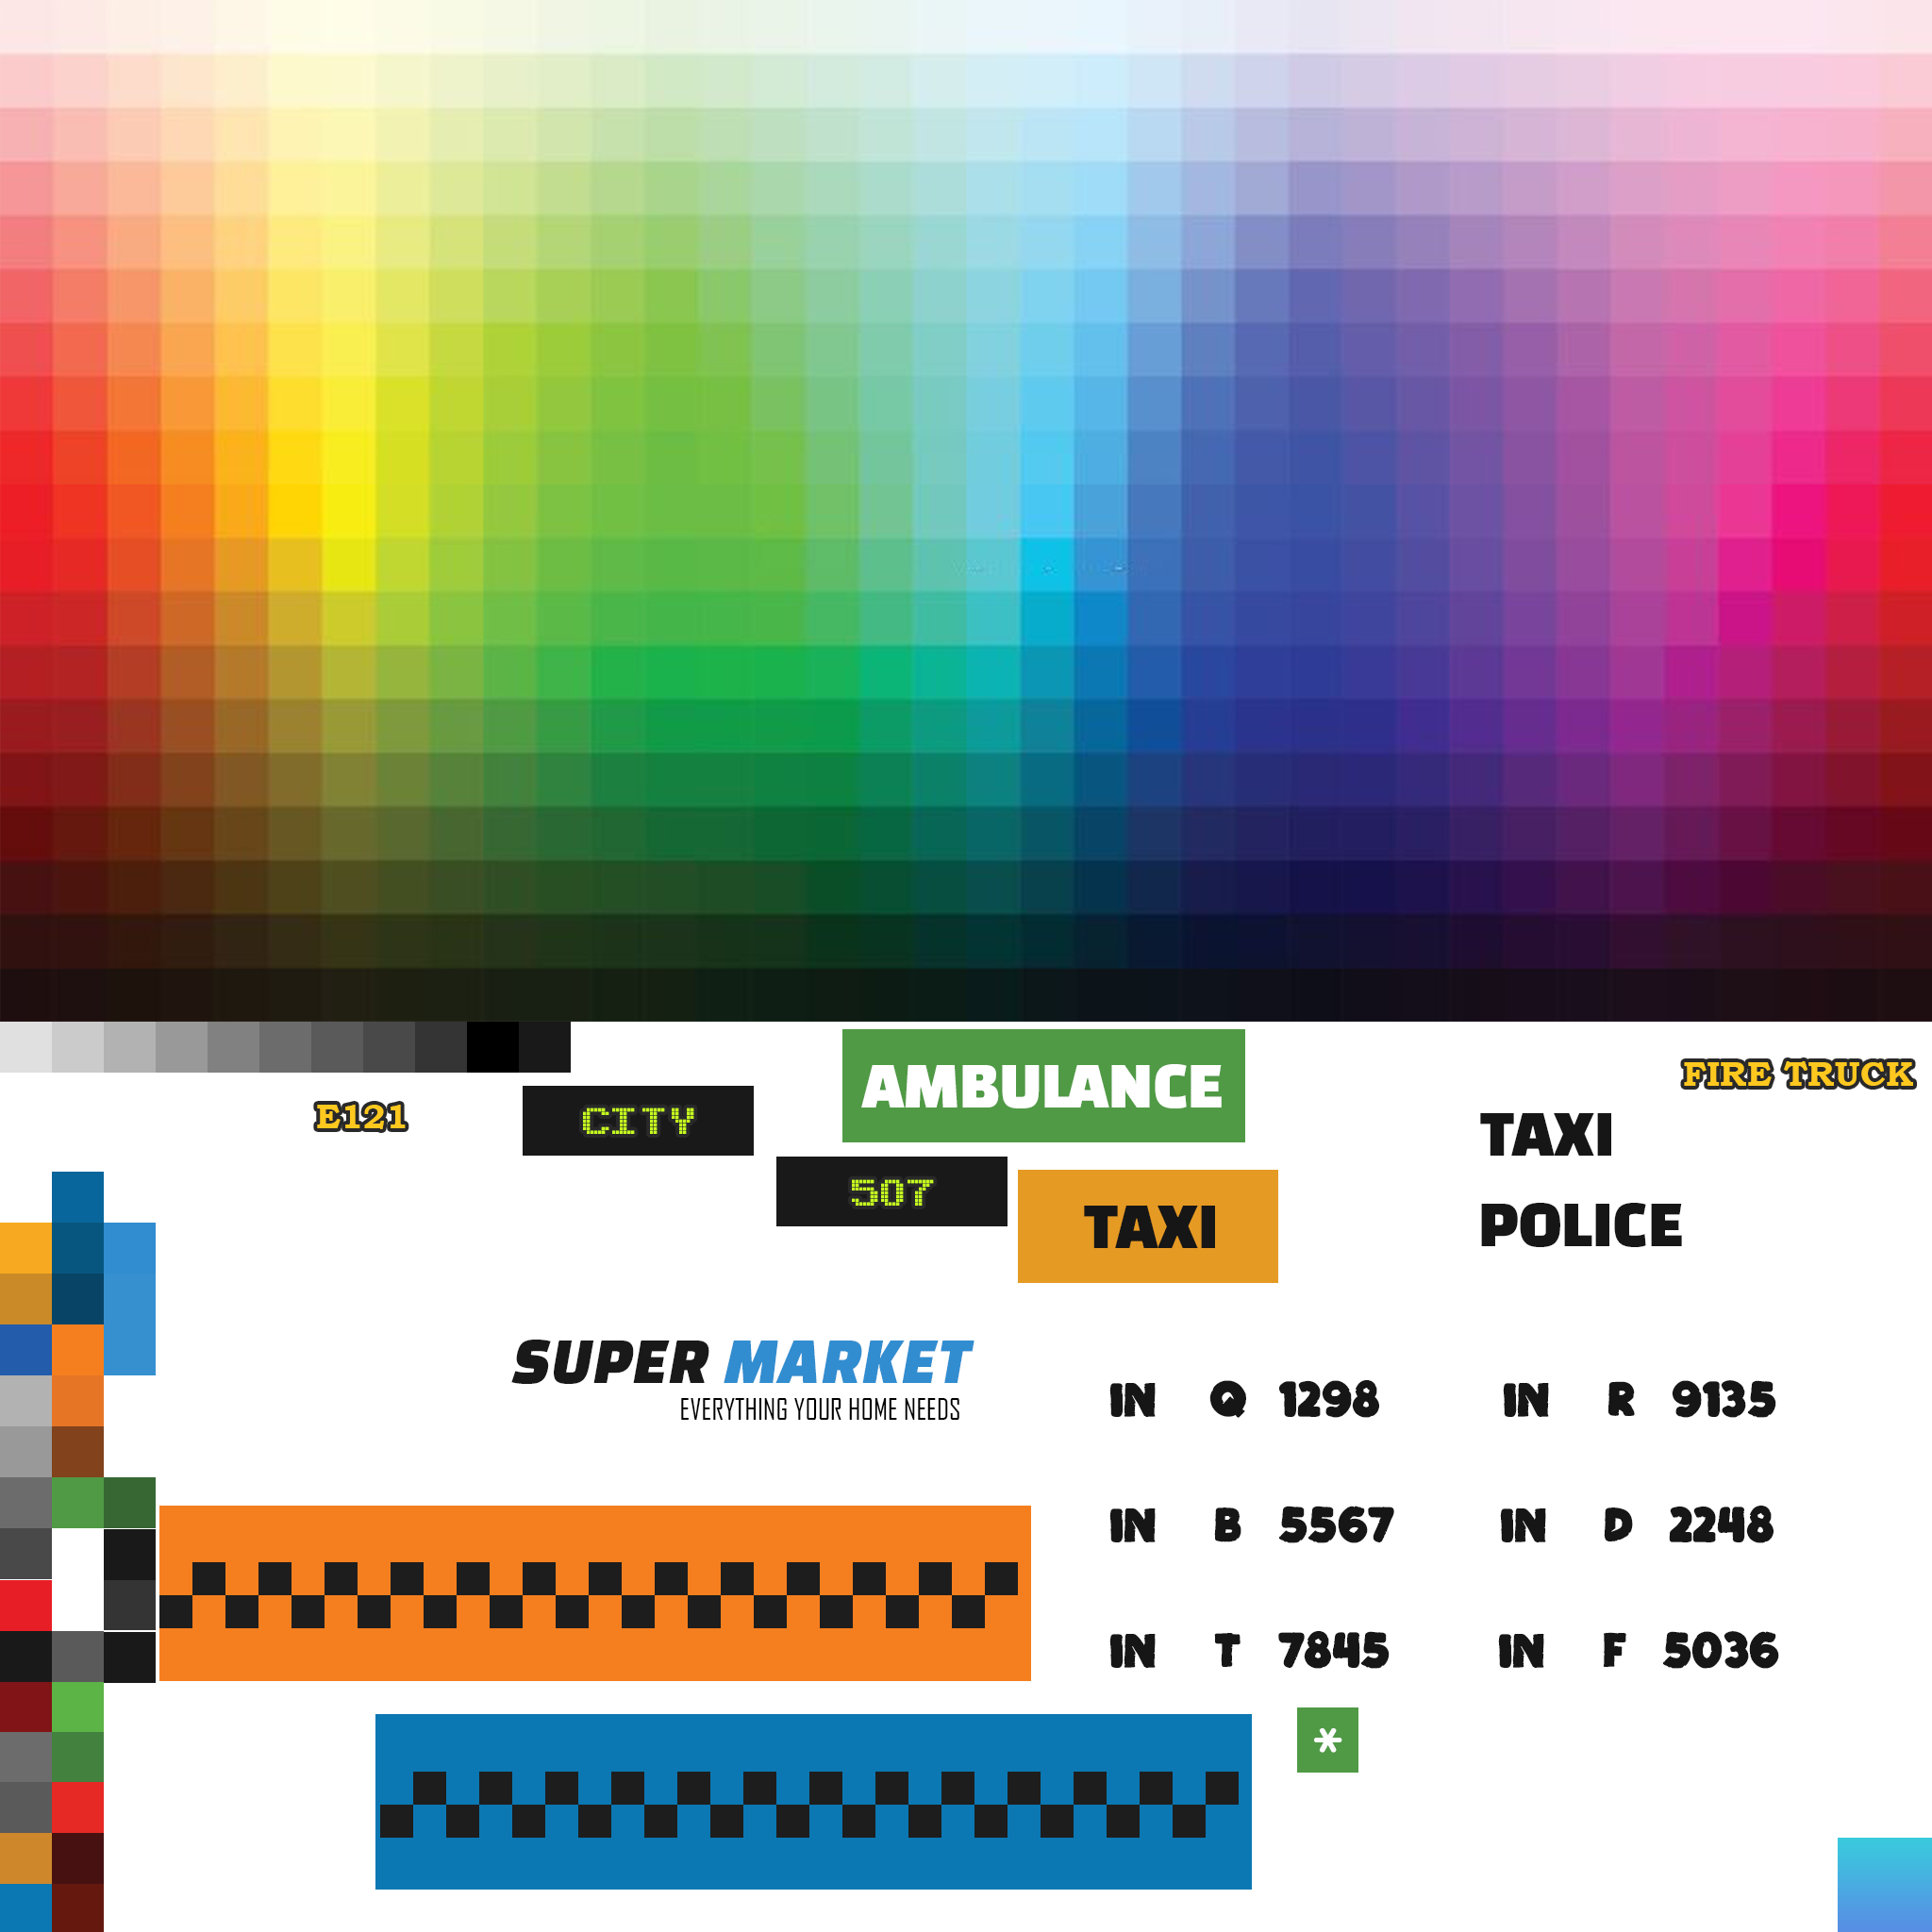 AMBULANCE
FIRE TRUCK
E121
CITY
TAXI
507
TAXI
POLICE
SUPER MARKET
EVERYTHING YOUR HOME NEEDS
IN Q 1298
IN R 9135
IN B 5567
IN D 2248
IN T 7845
IN F 5036
*